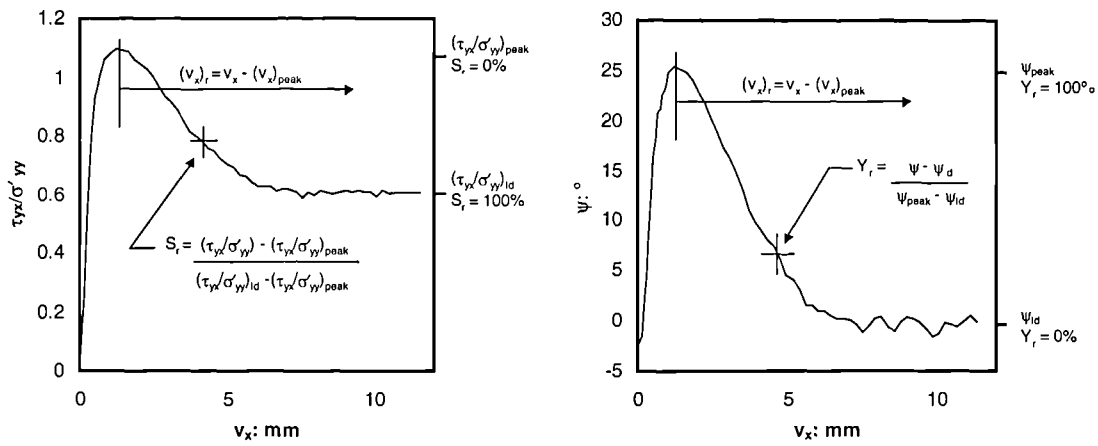 1.2
1
0.8
0.6
0.4
0.2
0
τyx/σ′yy
0
5
10
vx: mm
(vx)r = vx - (vx)peak
Sr = (τyx/σ′yy) - (τyx/σ′yy)peak
(τyx/σ′yy)ld - (τyx/σ′yy)peak
(τyx/σ′yy)peak
Sr = 0%
(τyx/σ′yy)ld
Sr = 100%
30
25
20
15
10
5
0
-5
ψ: °
0
5
10
vx: mm
(vx)r = vx - (vx)peak
Yr = ψ - ψd
ψpeak - ψld
ψpeak
Yr = 100°o
ψld
Yr = 0%